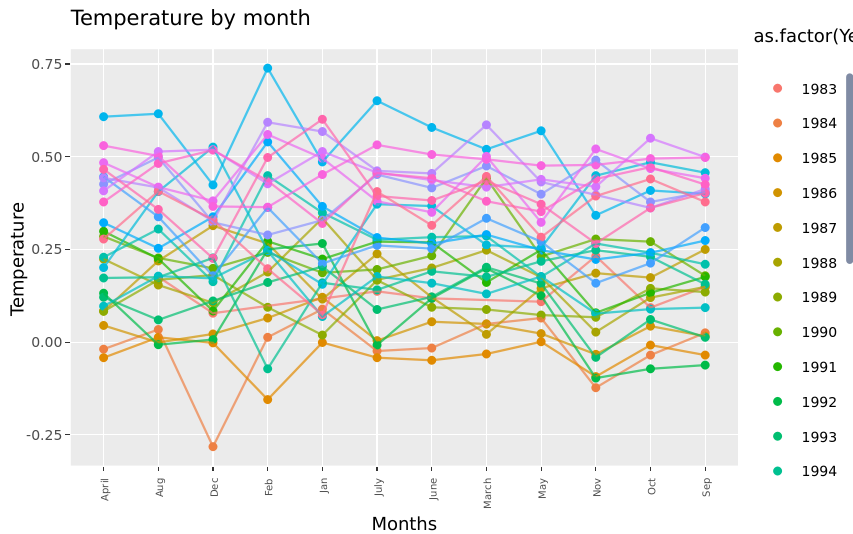 Temperature by month
as.factor(Ye
0.75
0.50
0.25
0.00
-0.25
Temperature
April
Aug
Dec
Feb
Jan
July
June
March
May
Nov
Oct
Sep
Months
1983
1984
1985
1986
1987
1988
1989
1990
1991
1992
1993
1994